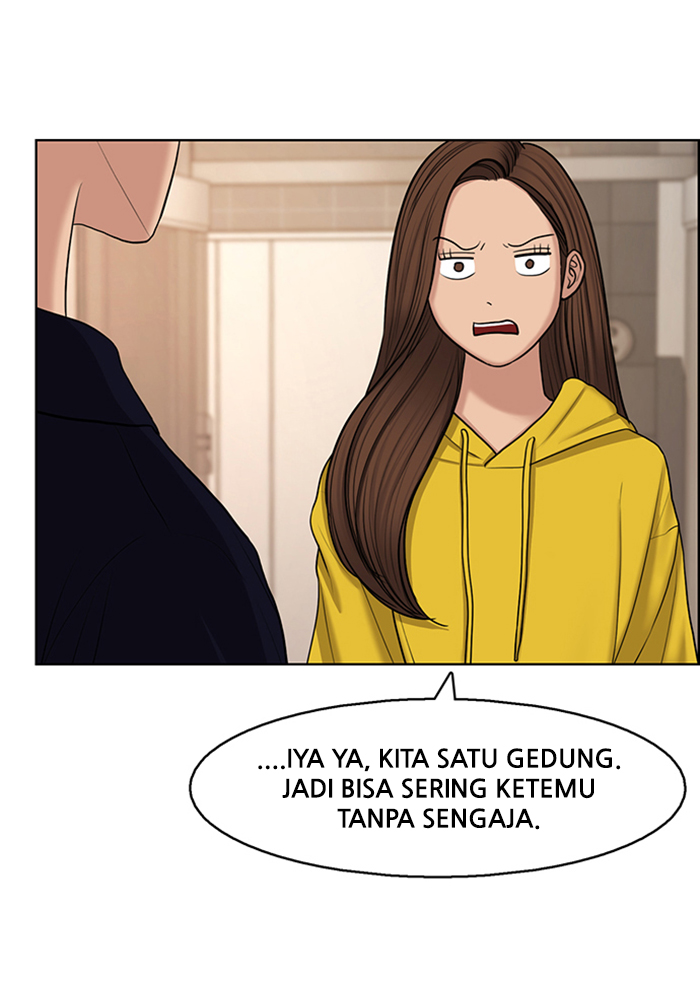 ....IYA YA, KITA SATU GEDUNG.
JADI BISA SERING KETEMU
TANPA SENGAJA.